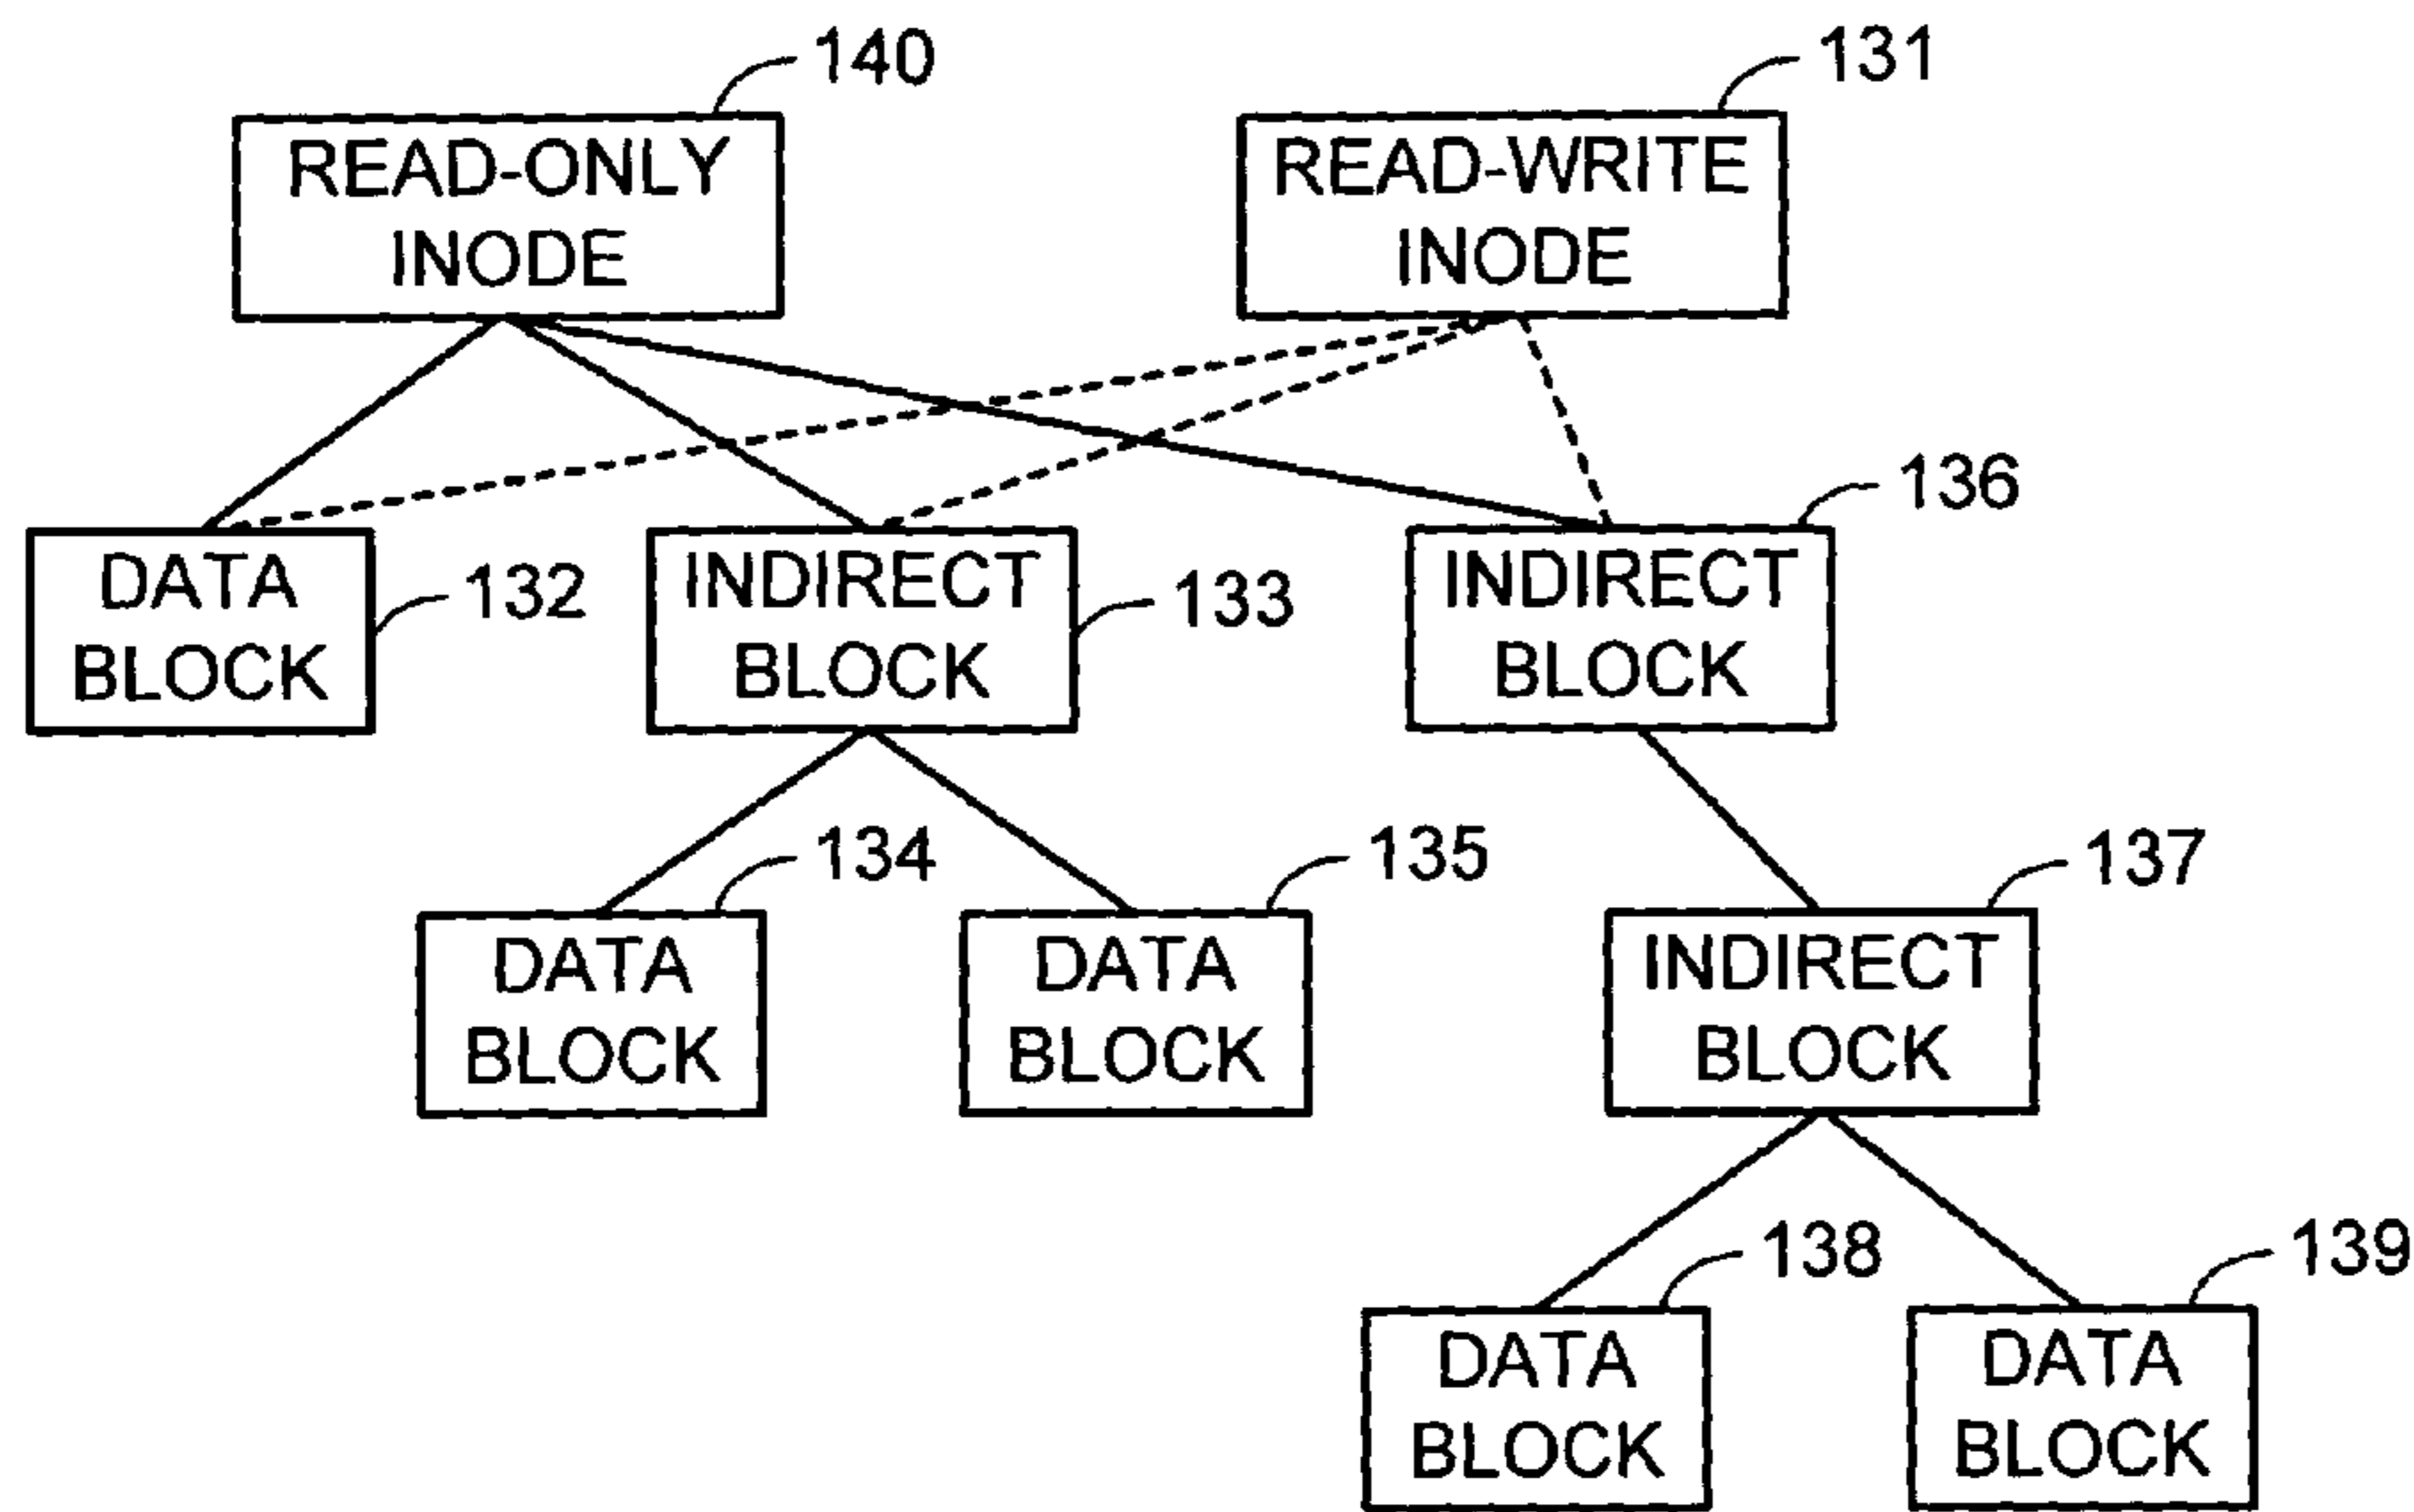 140
131
READ-ONLY
INODE
READ-WRITE
INODE
136
DATA
BLOCK
132
INDIRECT
BLOCK
133
INDIRECT
BLOCK
134
135
137
DATA
BLOCK
DATA
BLOCK
INDIRECT
BLOCK
138
139
DATA
BLOCK
DATA
BLOCK